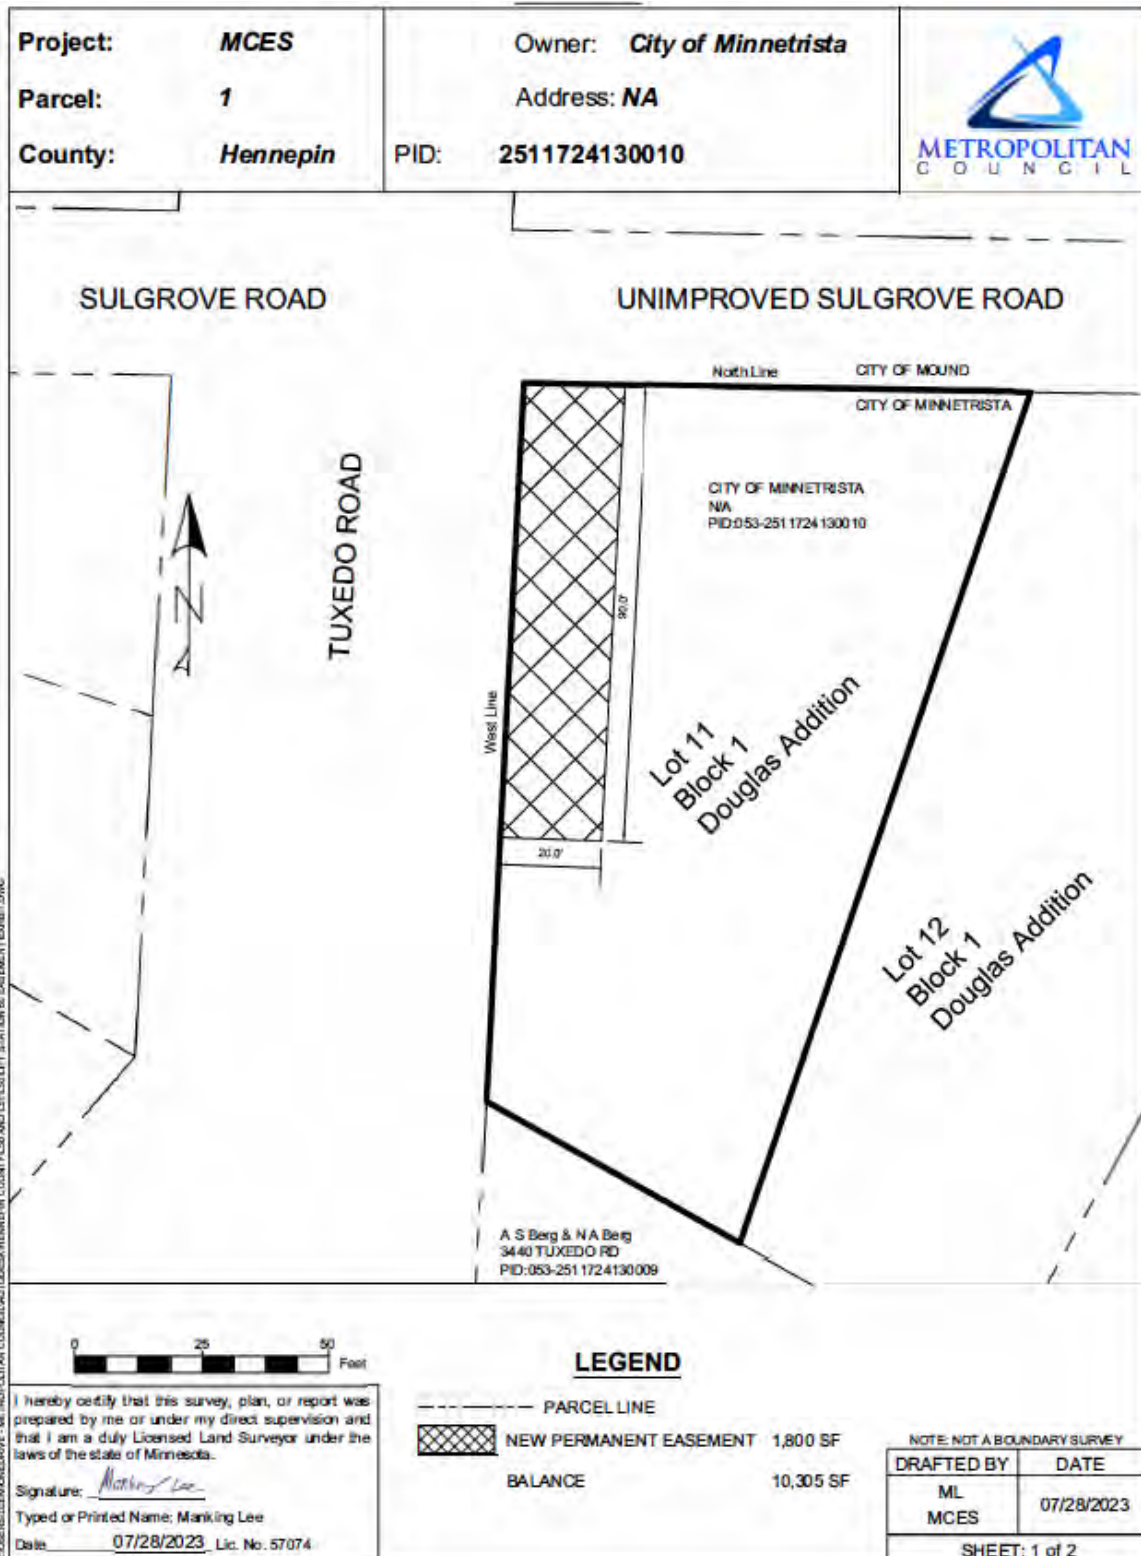 Project: MCES
Parcel: 1
County: Hennepin
Owner: City of Minnetrista
Address: NA
PID: 2511724130010
METROPOLITAN
COUNCIL
SULGROVE ROAD
UNIMPROVED SULGROVE ROAD
North Line
CITY OF MOUND
CITY OF MINNETRISTA
CITY OF MINNETRISTA
N/A
PID:053-2511724130010
TUXEDO ROAD
N
90.0'
West Line
Lot 11
Block 1
Douglas Addition
20.0'
Lot 12
Block 1
Douglas Addition
A S Berg & N A Berg
3440 TUXEDO RD
PID:053-2511724130009
0 25 50
Feet
LEGEND
PARCEL LINE
NEW PERMANENT EASEMENT 1,800 SF
BALANCE 10,305 SF
I hereby certify that this survey, plan, or report was
prepared by me or under my direct supervision and
that I am a duly Licensed Land Surveyor under the
laws of the state of Minnesota.
Signature: Manking Lee
Typed or Printed Name: Manking Lee
Date 07/28/2023 Lic. No. 57074
NOTE: NOT A BOUNDARY SURVEY
DRAFTED BY DATE
ML
MCES
07/28/2023
SHEET: 1 of 2